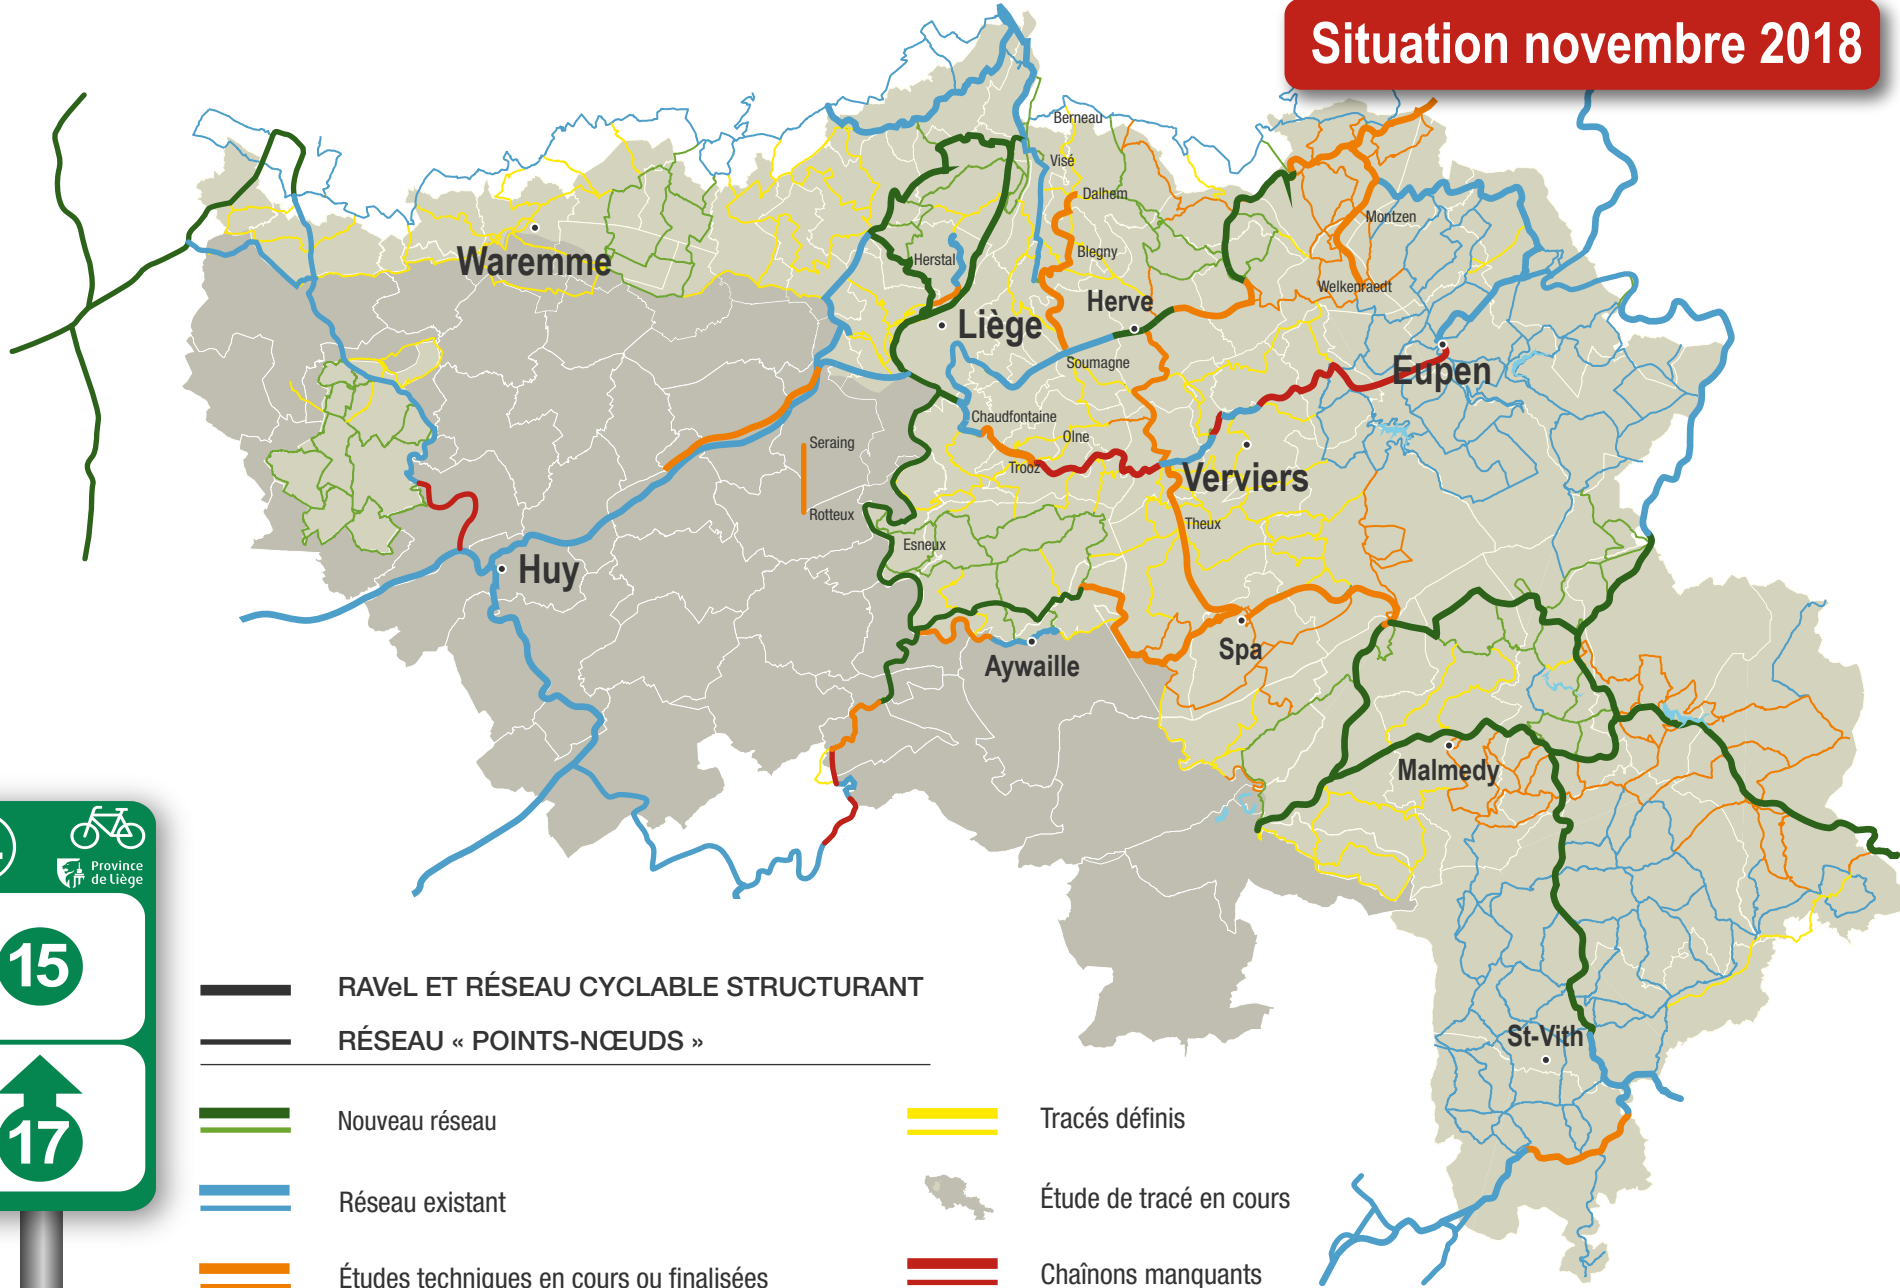 Situation novembre 2018
Berneau
Visé
Dalhem
Montzen
Blegny
Waremme
Herstal
Welkenraedt
Herve
Liège
Soumagne
Eupen
Chaudfontaine
Olne
Seraing
Trooz
Verviers
Rotteux
Theux
Esneux
Huy
Spa
Aywaille
Malmedy
St-Vith
Province
de Liège
15
17
RAVeL ET RÉSEAU CYCLABLE STRUCTURANT
RÉSEAU « POINTS-NŒUDS »
Nouveau réseau
Tracés définis
Réseau existant
Étude de tracé en cours
Études techniques en cours ou finalisées
Chaînons manquants